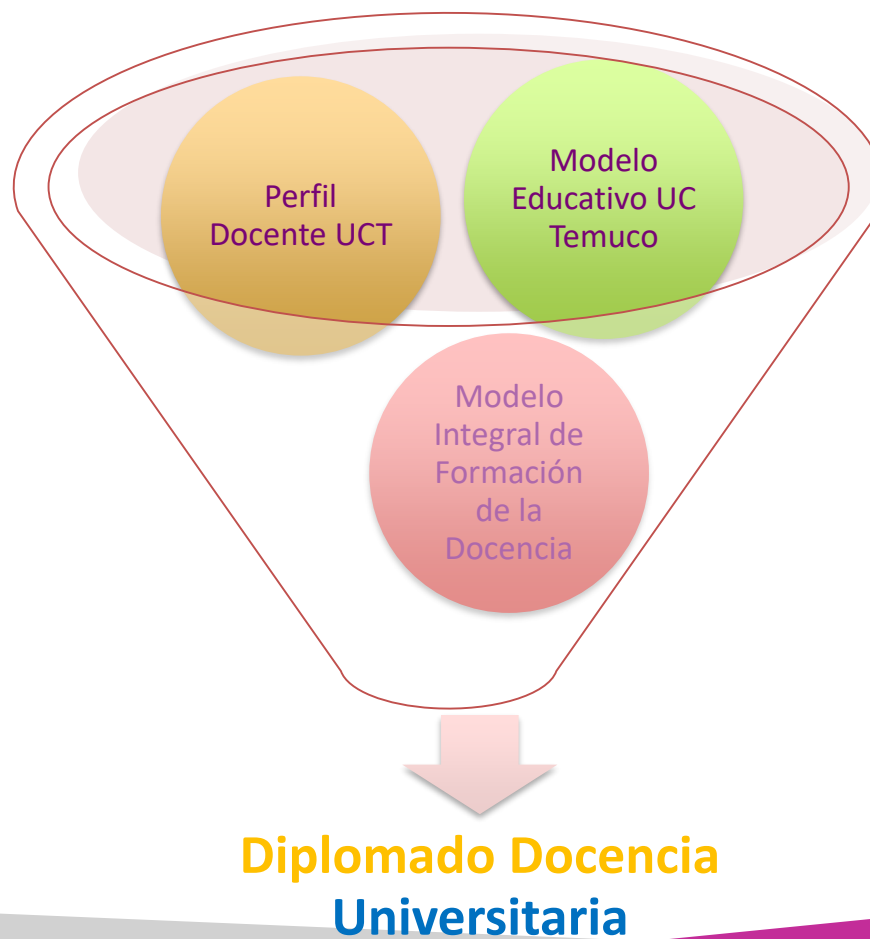 Perfil
Docente UCT
Modelo
Educativo UC
Temuco
Modelo
Integral de
Formación
de la
Docencia
Diplomado Docencia
Universitaria